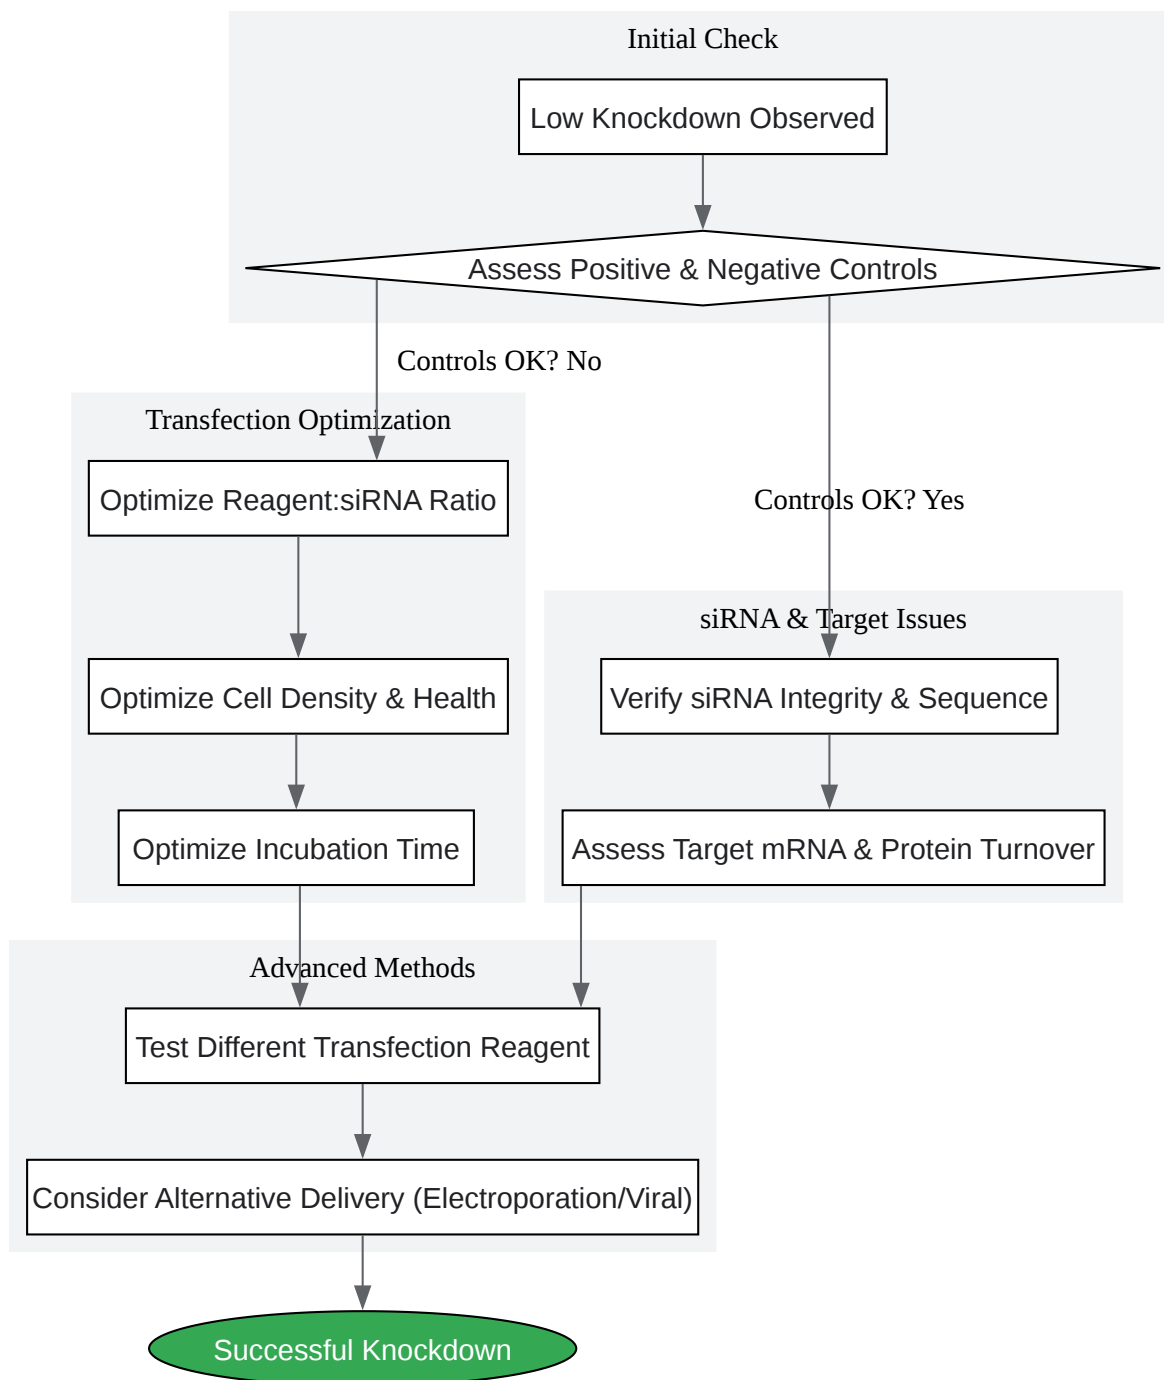 Initial Check
Low Knockdown Observed
Assess Positive & Negative Controls
Controls OK? No
Transfection Optimization
Optimize Reagent:siRNA Ratio
Controls OK? Yes
siRNA & Target Issues
Optimize Cell Density & Health
Verify siRNA Integrity & Sequence
Optimize Incubation Time
Assess Target mRNA & Protein Turnover
Advanced Methods
Test Different Transfection Reagent
Consider Alternative Delivery (Electroporation/Viral)
Successful Knockdown